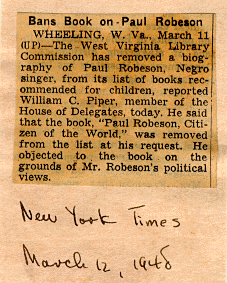 Bans Book on Paul Robeson
WHEELING, W. Va., March 11
(UP)—The West Virginia Library
Commission has removed a biog-
raphy of Paul Robeson, Negro
singer, from its list of books rec-
ommended for children, reported
William C. Piper, member of the
House of Delegates, today. He said
that the book, "Paul Robeson, Citi-
zen of the World," was removed
from the list at his request. He
objected to the book on the
grounds of Mr. Robeson's political
views.
New York Times
March 12, 1948